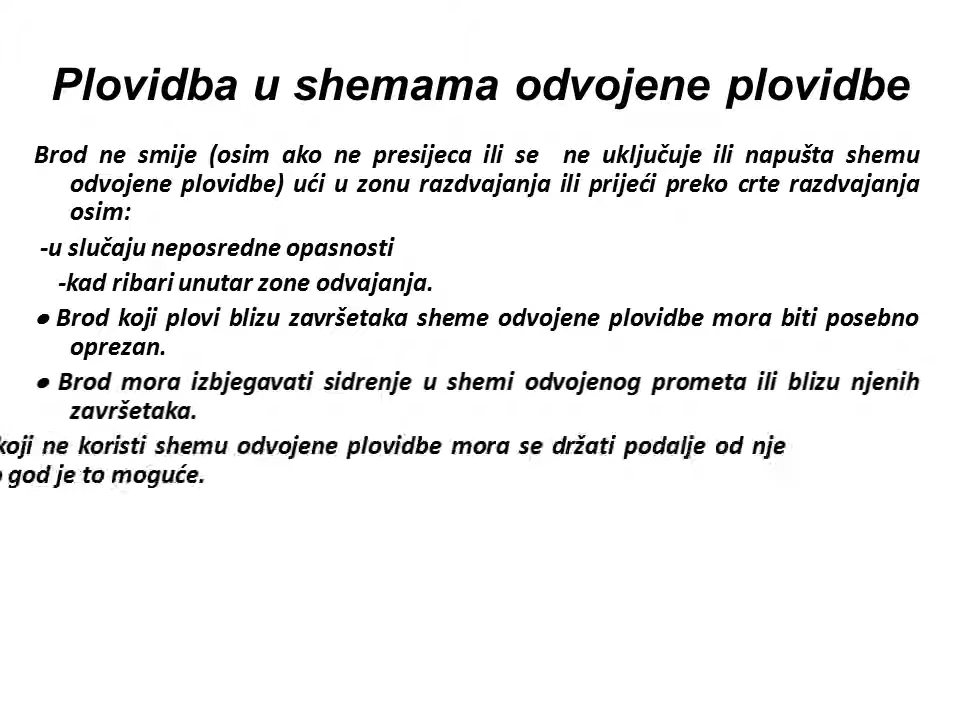 Plovidba u shemama odvojene plovidbe
Brod ne smije (osim ako ne presijeca ili se ne uključuje ili napušta shemu
odvojene plovidbe) ući u zonu razdvajanja ili prijeći preko crte razdvajanja
osim:
-u slučaju neposredne opasnosti
-kad ribari unutar zone odvajanja.
● Brod koji plovi blizu završetaka sheme odvojene plovidbe mora biti posebno
oprezan.
● Brod mora izbjegavati sidrenje u shemi odvojenog prometa ili blizu njenih
završetaka.
koji ne koristi shemu odvojene plovidbe mora se držati podalje od nje
god je to moguće.